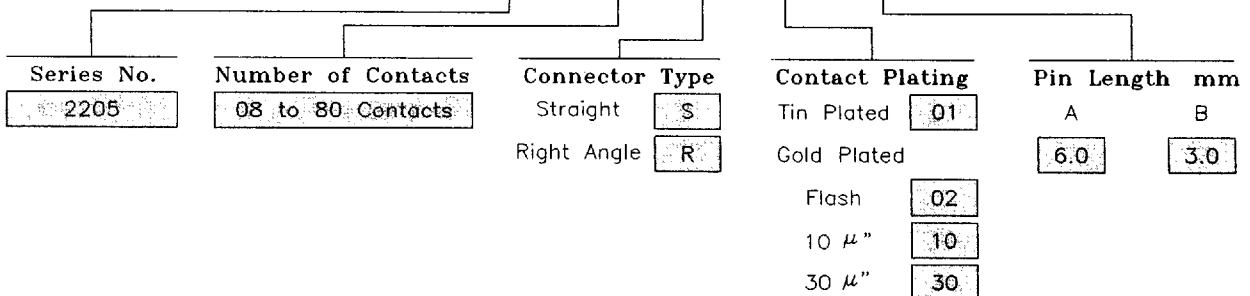 Series No. Number of Contacts Connector Type Contact Plating Pin Length mm
2205 08 to 80 Contacts Straight S Tin Plated 01 A B
Right Angle R Gold Plated 6.0 3.0
Flash 02
10 μ" 10
30 μ" 30